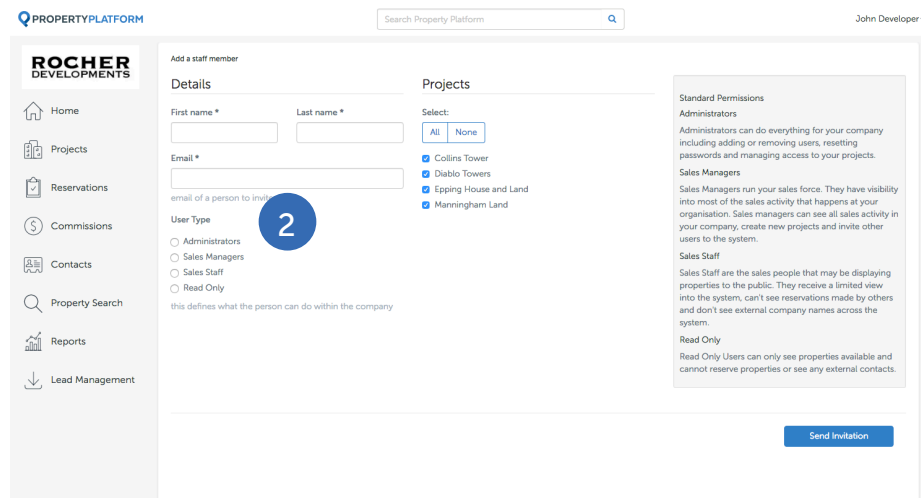 PROPERTYPLATFORM
Search Property Platform
John Developer
ROCHER
DEVELOPMENTS
Home
Projects
Reservations
Commissions
Contacts
Property Search
Reports
Lead Management
Add a staff member
Details
First name *
Last name *
Email *
email of a person to invite
2
User Type
Administrators
Sales Managers
Sales Staff
Read Only
this defines what the person can do within the company
Projects
Select:
All
None
Collins Tower
Diablo Towers
Epping House and Land
Manningham Land
Standard Permissions
Administrators
Administrators can do everything for your company
including adding or removing users, resetting
passwords and managing access to your projects.
Sales Managers
Sales Managers run your sales force. They have visibility
into most of the sales activity that happens at your
organisation. Sales managers can see all sales activity in
your company, create new projects and invite other
users to the system.
Sales Staff
Sales Staff are the sales people that may be displaying
properties to the public. They receive a limited view
into the system, can't see reservations made by others
and don't see external company names across the
system.
Read Only
Read Only Users can only see properties available and
cannot reserve properties or see any external contacts.
Send Invitation